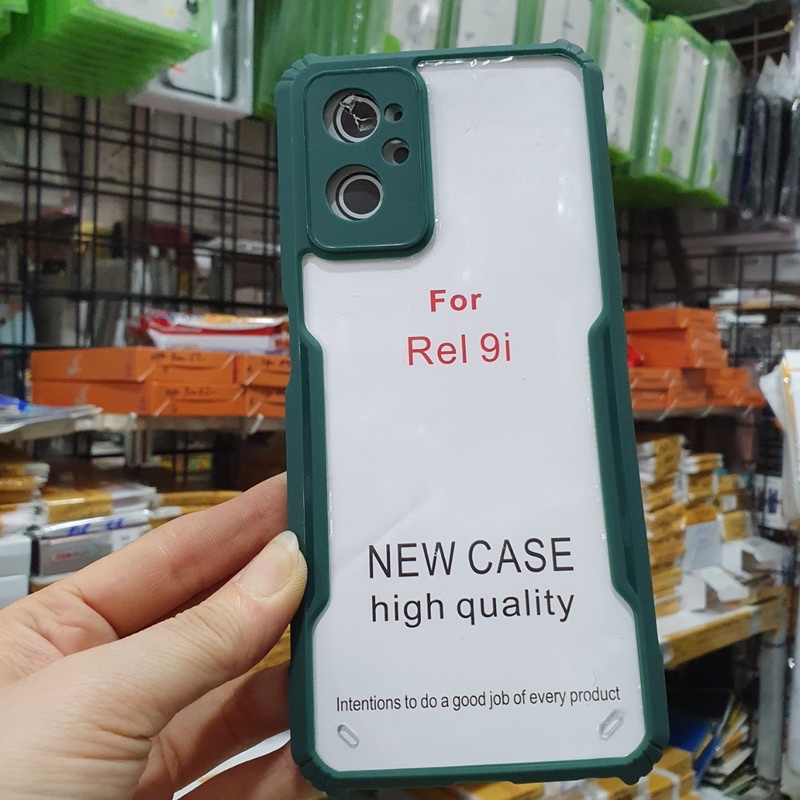 For
Rel 9i
NEW CASE
high quality
Intentions to do a good job of every product